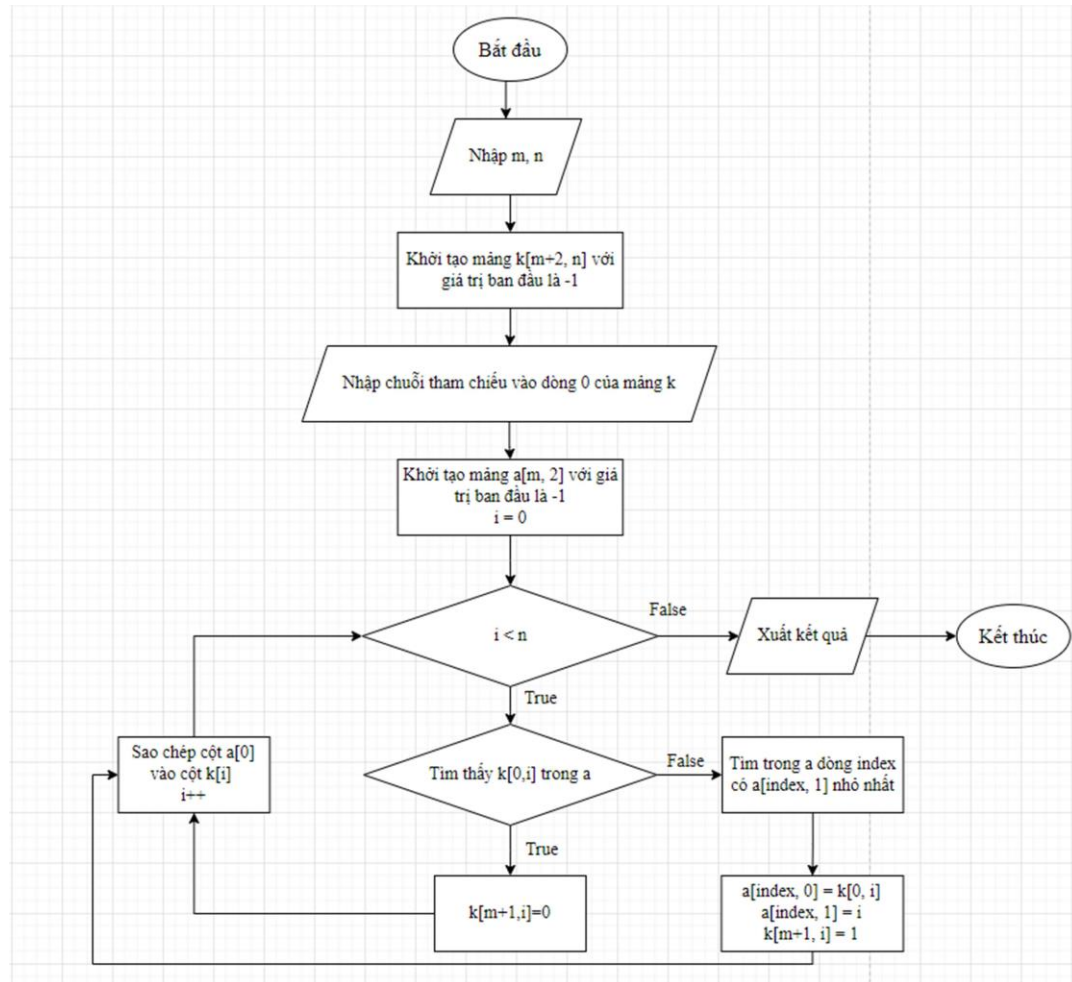 Bắt đầu
Nhập m, n
Khởi tạo mảng k[m+2, n] với
giá trị ban đầu là -1
Nhập chuỗi tham chiếu vào dòng 0 của mảng k
Khởi tạo mảng a[m, 2] với giá
trị ban đầu là -1
i = 0
i < n
False
Xuất kết quả
Kết thúc
True
Sao chép cột a[0]
vào cột k[i]
i++
Tìm thấy k[0,i] trong a
False
Tìm trong a dòng index
có a[index, 1] nhỏ nhất
True
k[m+1,i]=0
a[index, 0] = k[0, i]
a[index, 1] = i
k[m+1, i] = 1